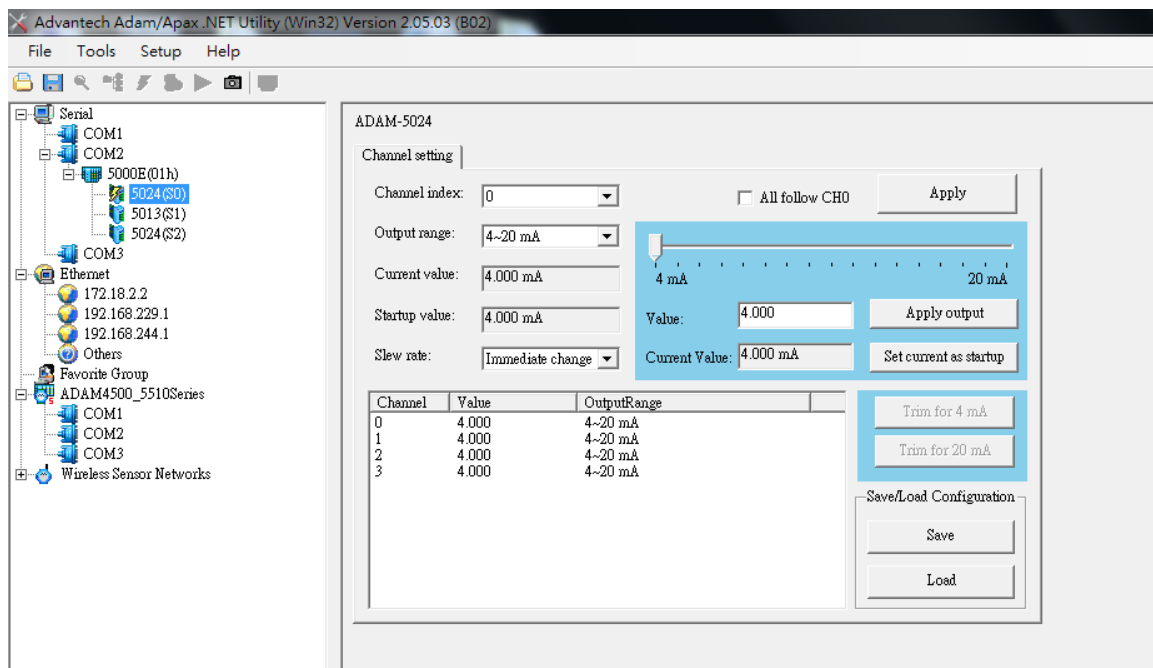 Advantech Adam/Apax .NET Utility (Win32) Version 2.05.03 (B02)
File Tools Setup Help
Serial
COM1
COM2
5000E(01h)
5024(S0)
5013(S1)
5024(S2)
COM3
Ethernet
172.18.2.2
192.168.229.1
192.168.244.1
Others
Favorite Group
ADAM4500_5510Series
COM1
COM2
COM3
Wireless Sensor Networks
ADAM-5024
Channel setting
Channel index: 0
All follow CH0
Apply
Output range: 4~20 mA
Current value: 4.000 mA
Startup value: 4.000 mA
Slew rate: Immediate change
4 mA 20 mA
Value: 4.000 Apply output
Current Value: 4.000 mA Set current as startup
Channel Value OutputRange
0 4.000 4~20 mA
1 4.000 4~20 mA
2 4.000 4~20 mA
3 4.000 4~20 mA
Trim for 4 mA
Trim for 20 mA
Save/Load Configuration
Save
Load